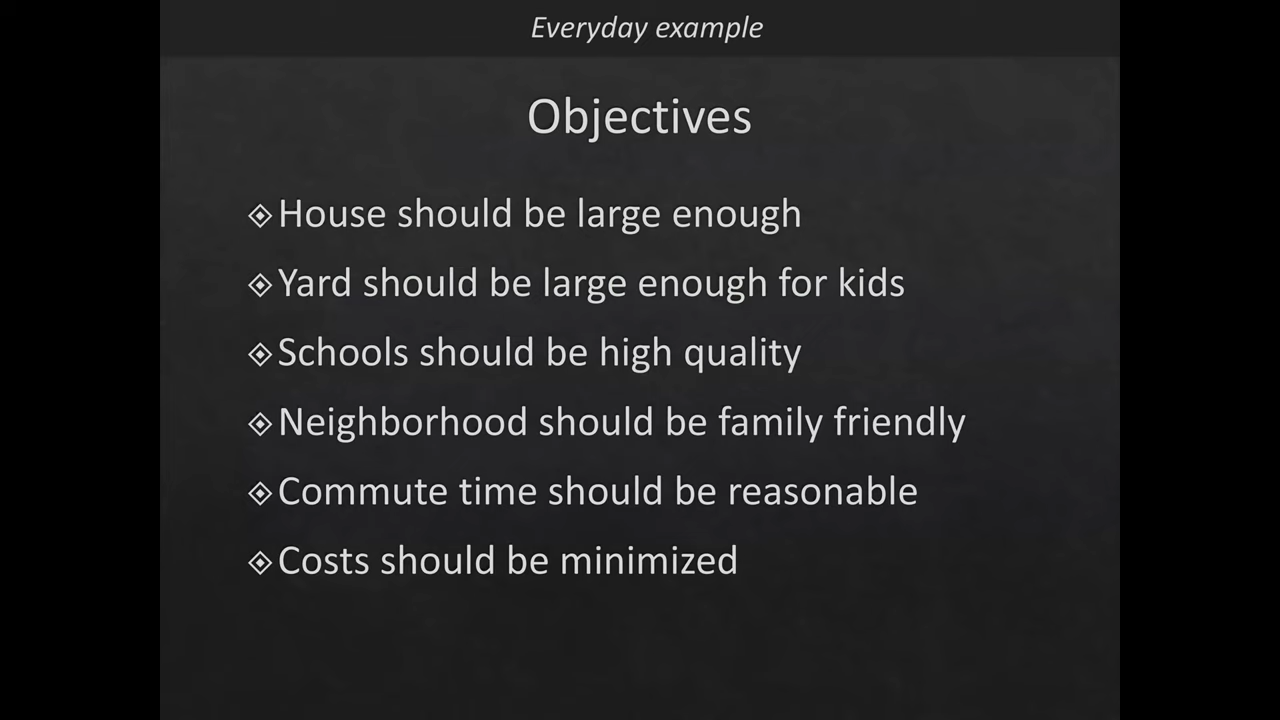 Everyday example
Objectives
House should be large enough
Yard should be large enough for kids
Schools should be high quality
Neighborhood should be family friendly
Commute time should be reasonable
Costs should be minimized